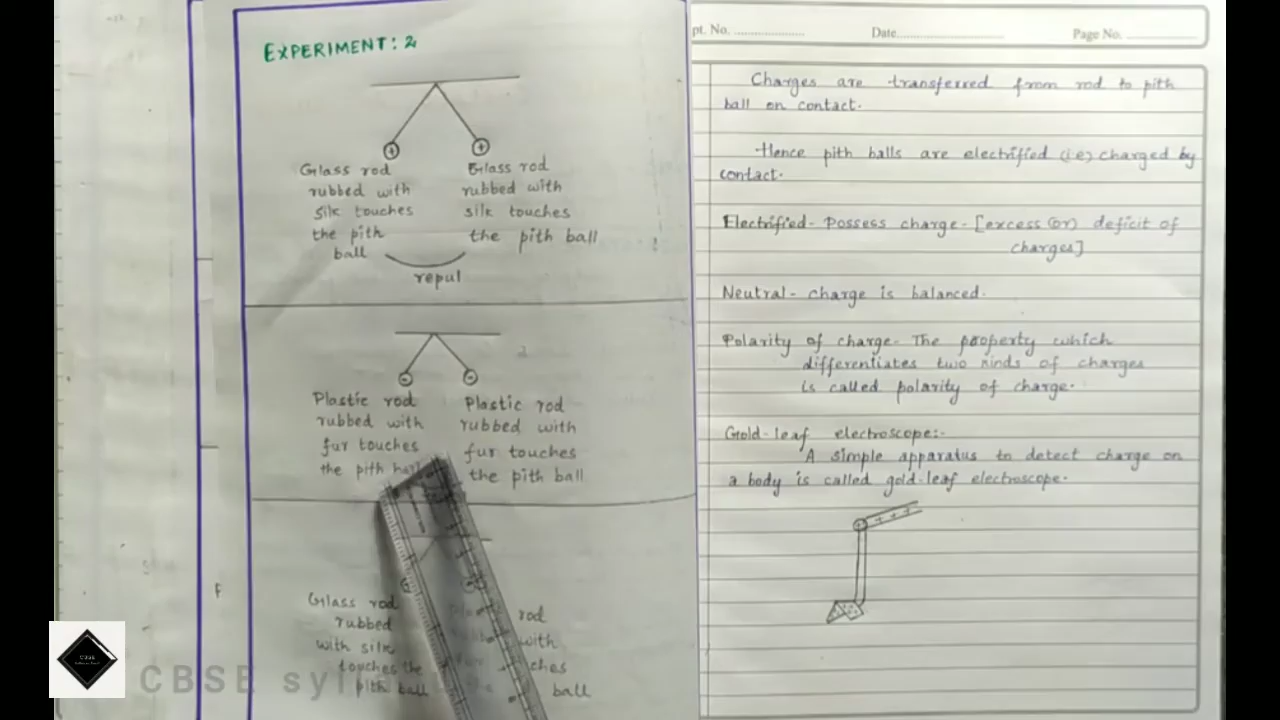 EXPERIMENT: 2
+ +
Glass rod
rubbed with
silk touches
the pith
ball
Glass rod
rubbed with
silk touches
the pith ball
repul
- -
Plastic rod
rubbed with
fur touches
the pith ball
Plastic rod
rubbed with
fur touches
the pith ball
Glass rod
rubbed
with silk
touches the
pith ball
rod
with
ball
pt. No. Date Page No.
Charges are transferred from rod to pith
ball on contact.
Hence pith balls are electrified (i.e) charged by
contact.
Electrified - Possess charge - [excess (or) deficit of
charges]
Neutral - charge is balanced.
Polarity of charge - The property which
differentiates two kinds of charges
is called polarity of charge.
Gold-leaf electroscope:-
A simple apparatus to detect charge on
a body is called gold-leaf electroscope.
+ + +
CBSE
CBSE